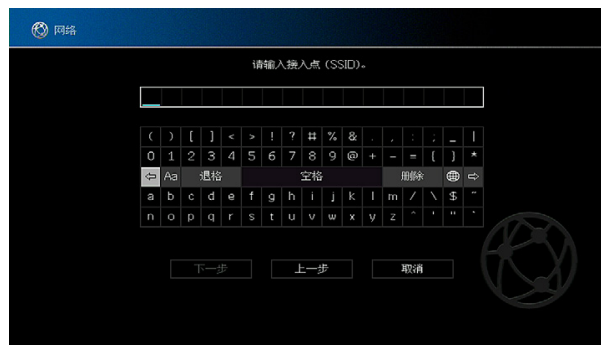 网络
请输入接入点 (SSID)。
( ) [ ] < > ! ? # % & . , : ; _ |
0 1 2 3 4 5 6 7 8 9 @ + - = { } *
⇦ Aa 退格 空格 删除 ⇨
a b c d e f g h i j k l m / \ $ ~
n o p q r s t u v w x y z ^ ' " `
下一步 上一步 取消